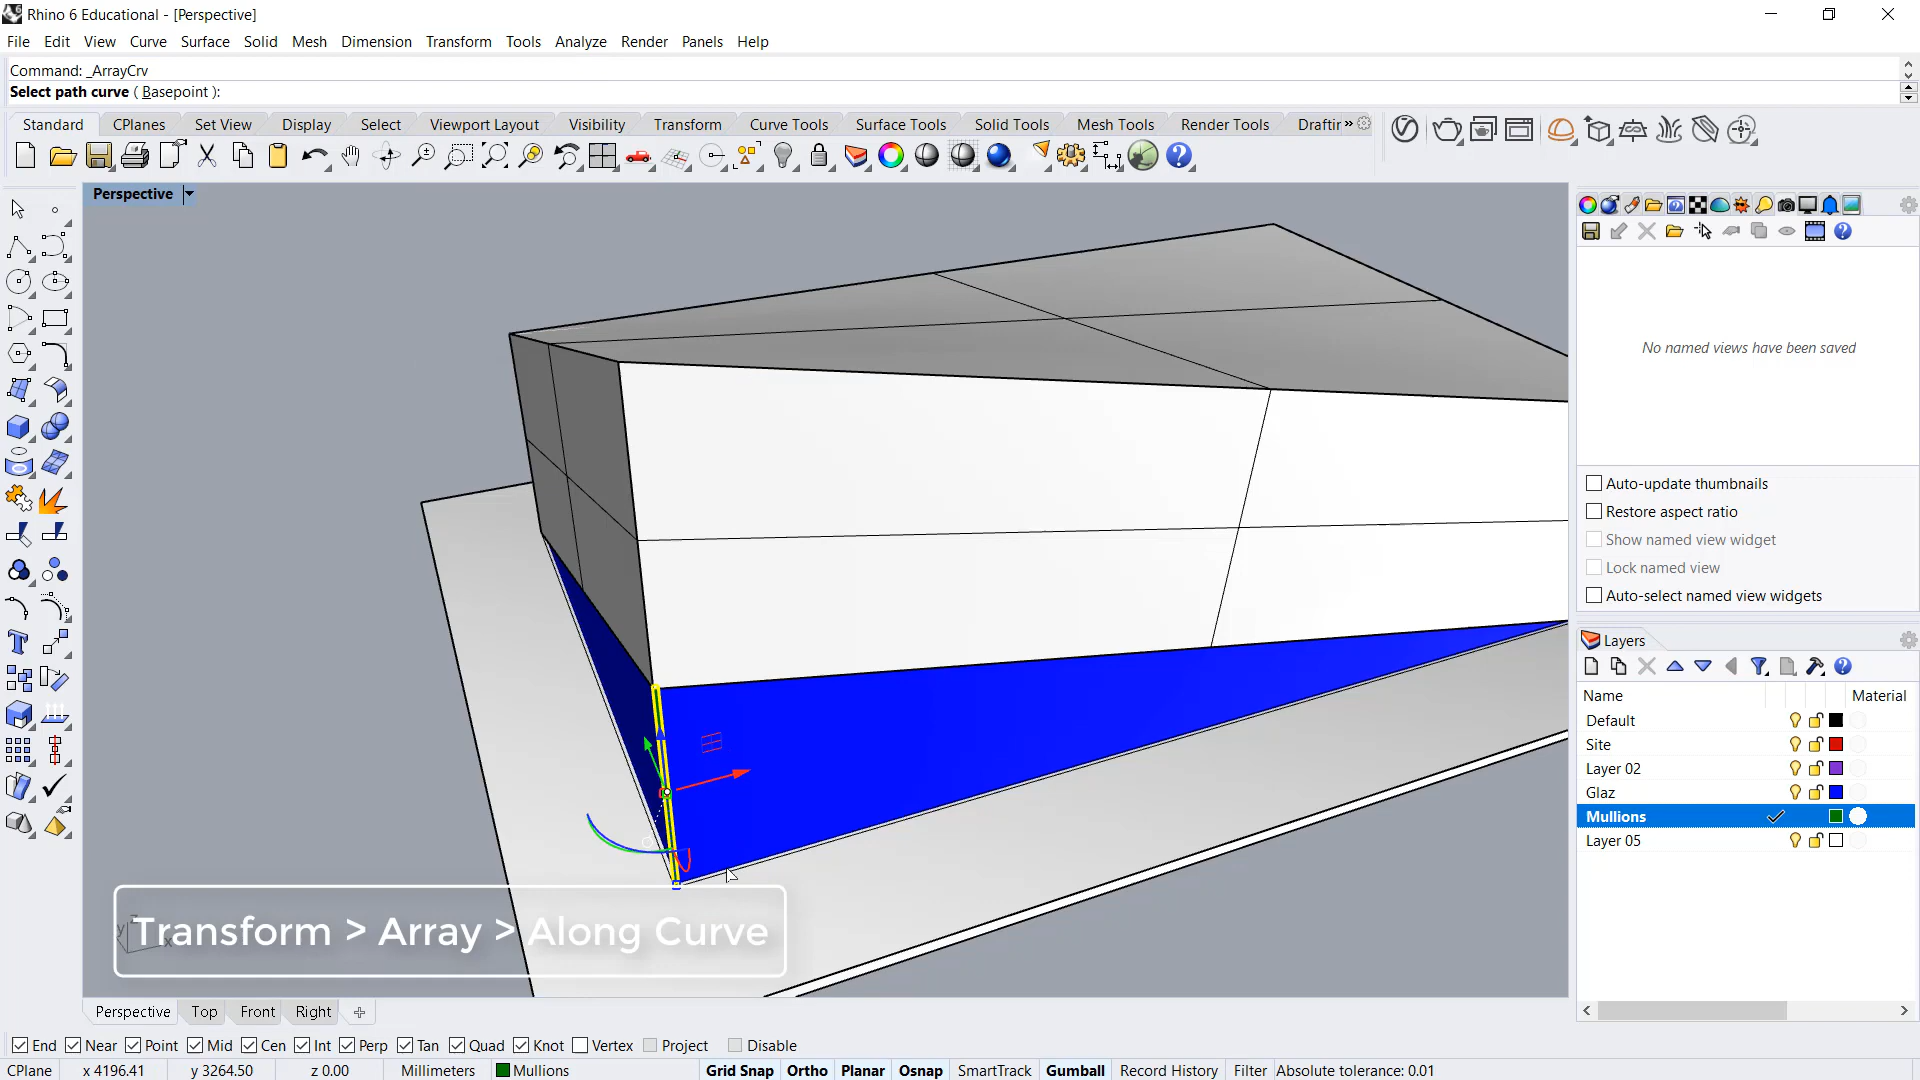 Rhino 6 Educational - [Perspective]
File Edit View Curve Surface Solid Mesh Dimension Transform Tools Analyze Render Panels Help
Command: _ArrayCrv
Select path curve ( Basepoint ):
Standard CPlanes Set View Display Select Viewport Layout Visibility Transform Curve Tools Surface Tools Solid Tools Mesh Tools Render Tools Draftir »
Perspective
No named views have been saved
Auto-update thumbnails
Restore aspect ratio
Show named view widget
Lock named view
Auto-select named view widgets
Layers
Name Material
Default
Site
Layer 02
Glaz
Mullions
Layer 05
Transform > Array > Along Curve
z
y
x
Perspective Top Front Right
End Near Point Mid Cen Int Perp Tan Quad Knot Vertex Project Disable
CPlane x 4196.41 y 3264.50 z 0.00 Millimeters Mullions Grid Snap Ortho Planar Osnap SmartTrack Gumball Record History Filter Absolute tolerance: 0.01